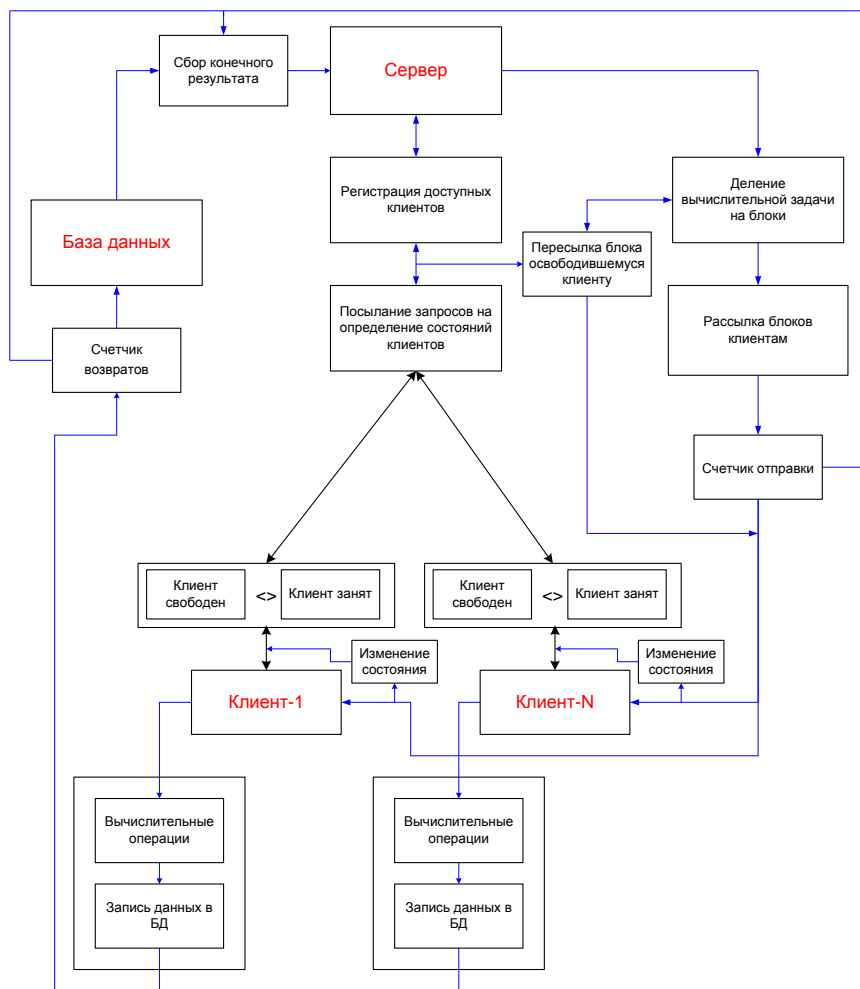 Сбор конечного
результата
Сервер
Регистрация доступных
клиентов
Деление
вычислительной задачи
на блоки
База данных
Пересылка блока
освободившемуся
клиенту
Посылание запросов на
определение состояний
клиентов
Рассылка блоков
клиентам
Счетчик
возвратов
Счетчик отправки
Клиент
свободен
<>
Клиент занят
Клиент
свободен
<>
Клиент занят
Изменение
состояния
Изменение
состояния
Клиент-1
Клиент-N
Вычислительные
операции
Вычислительные
операции
Запись данных в
БД
Запись данных в
БД